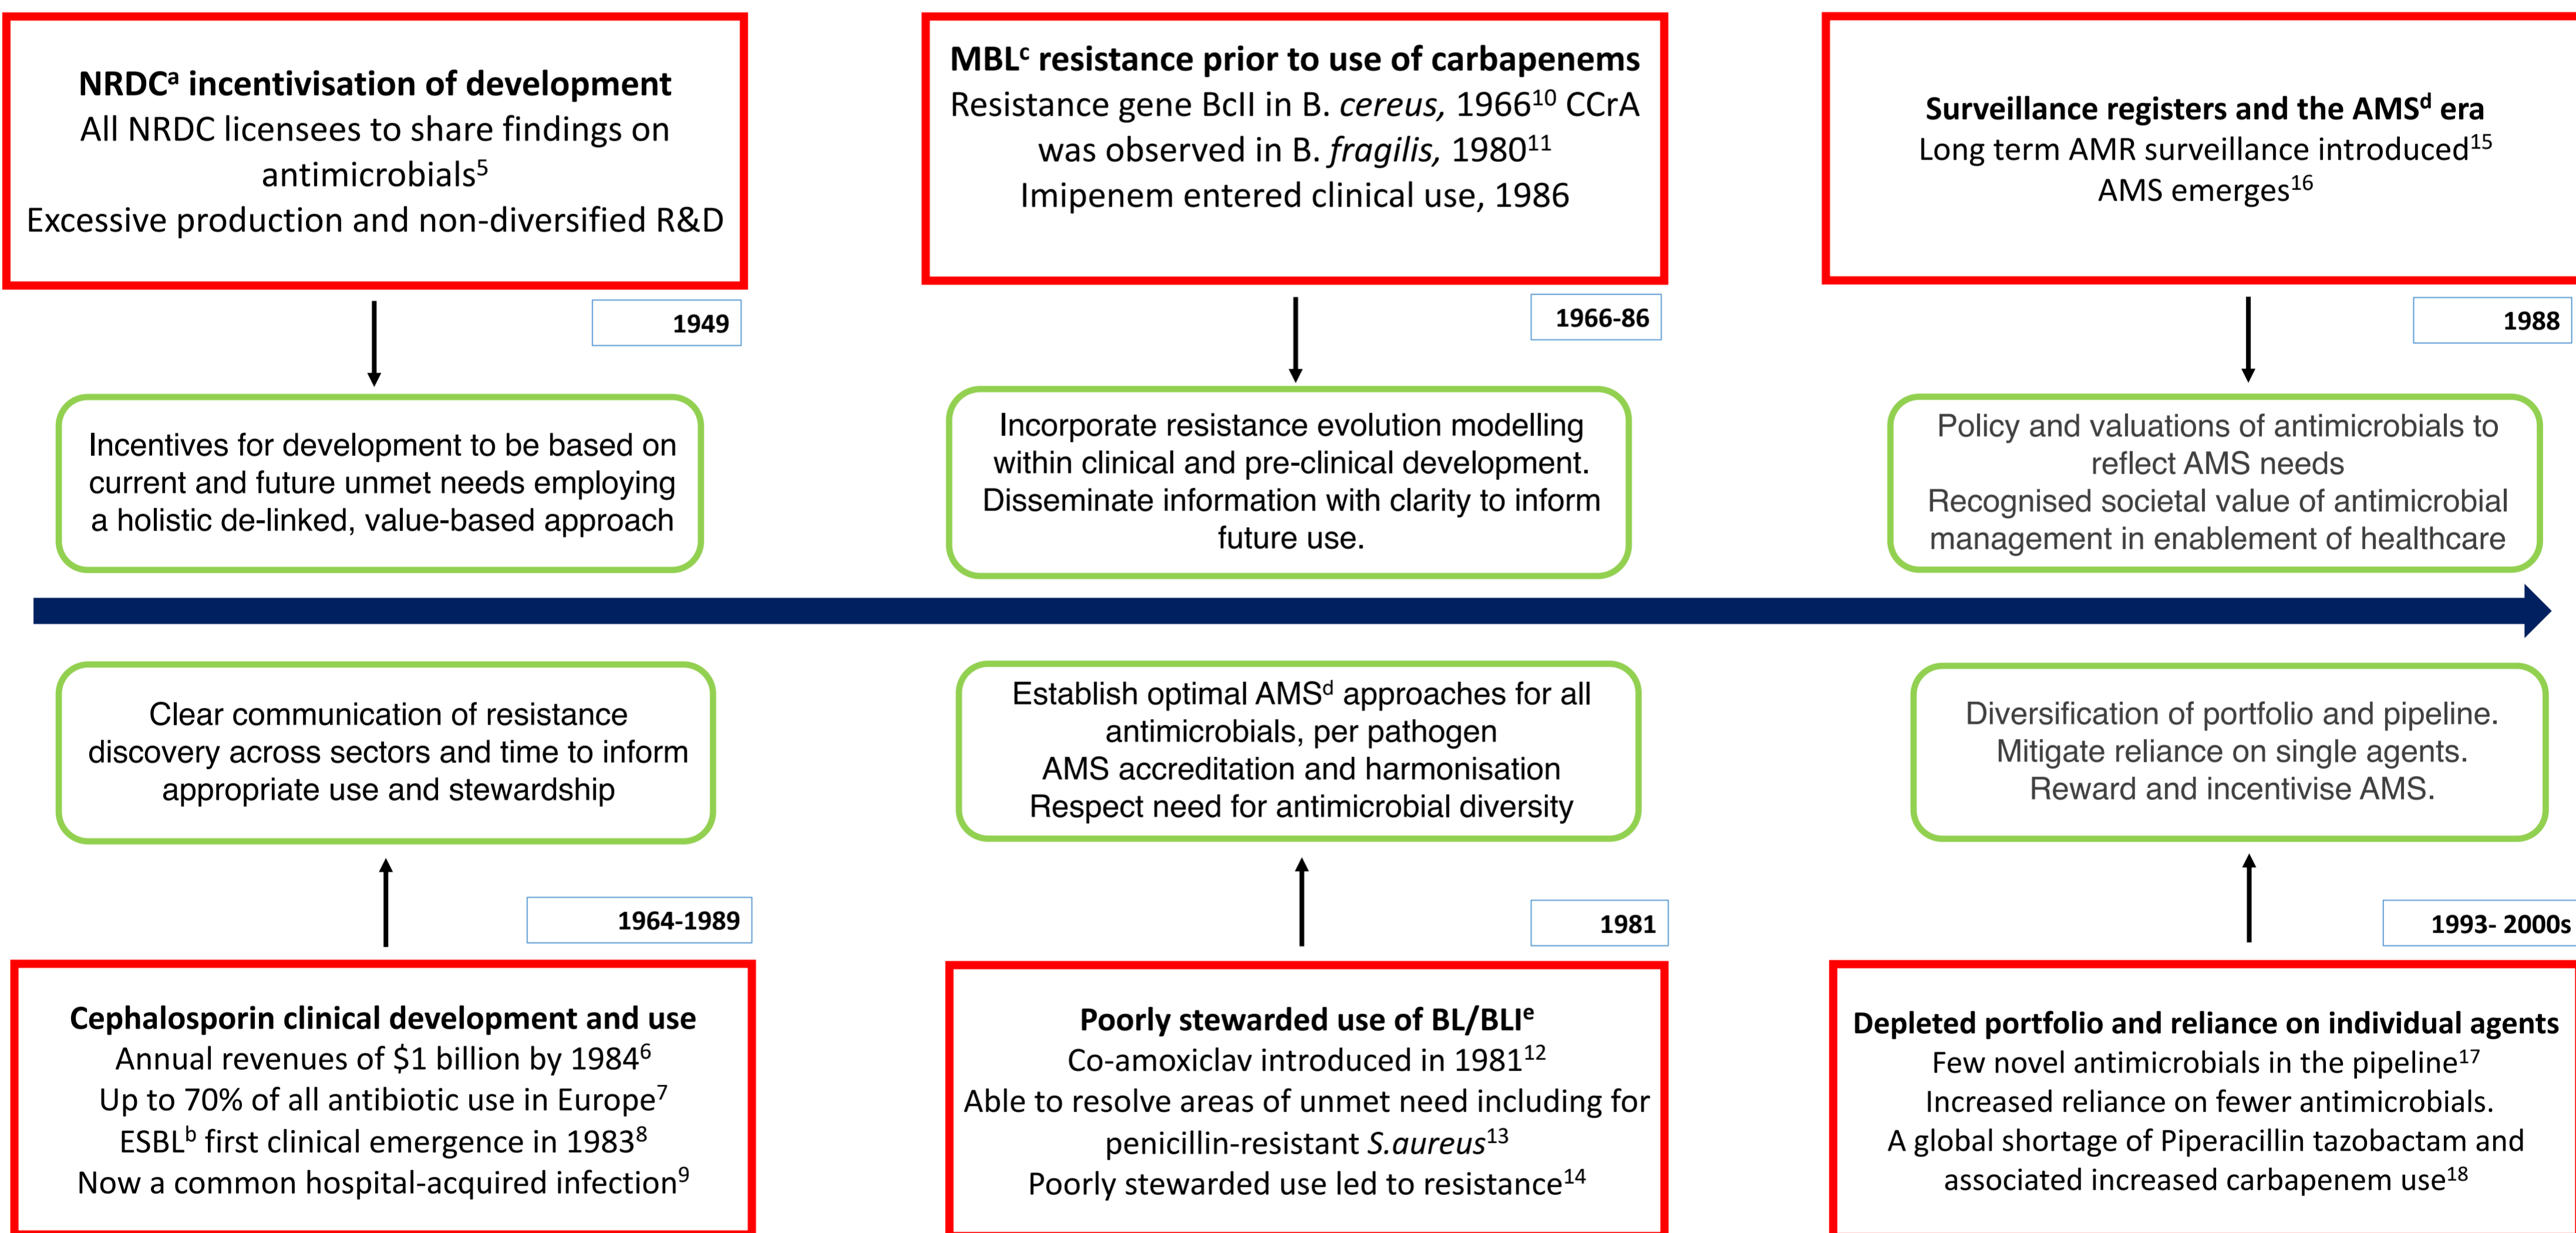 NRDCᵃ incentivisation of development
All NRDC licensees to share findings on
antimicrobials⁵
Excessive production and non-diversified R&D
1949
Incentives for development to be based on
current and future unmet needs employing
a holistic de-linked, value-based approach
MBLᶜ resistance prior to use of carbapenems
Resistance gene BcII in B. cereus, 1966¹⁰ CCrA
was observed in B. fragilis, 1980¹¹
Imipenem entered clinical use, 1986
1966-86
Incorporate resistance evolution modelling
within clinical and pre-clinical development.
Disseminate information with clarity to inform
future use.
Surveillance registers and the AMSᵈ era
Long term AMR surveillance introduced¹⁵
AMS emerges¹⁶
1988
Policy and valuations of antimicrobials to
reflect AMS needs
Recognised societal value of antimicrobial
management in enablement of healthcare
Clear communication of resistance
discovery across sectors and time to inform
appropriate use and stewardship
1964-1989
Cephalosporin clinical development and use
Annual revenues of $1 billion by 1984⁶
Up to 70% of all antibiotic use in Europe⁷
ESBLᵇ first clinical emergence in 1983⁸
Now a common hospital-acquired infection⁹
Establish optimal AMSᵈ approaches for all
antimicrobials, per pathogen
AMS accreditation and harmonisation
Respect need for antimicrobial diversity
1981
Poorly stewarded use of BL/BLIᵉ
Co-amoxiclav introduced in 1981¹²
Able to resolve areas of unmet need including for
penicillin-resistant S.aureus¹³
Poorly stewarded use led to resistance¹⁴
Diversification of portfolio and pipeline.
Mitigate reliance on single agents.
Reward and incentivise AMS.
1993- 2000s
Depleted portfolio and reliance on individual agents
Few novel antimicrobials in the pipeline¹⁷
Increased reliance on fewer antimicrobials.
A global shortage of Piperacillin tazobactam and
associated increased carbapenem use¹⁸